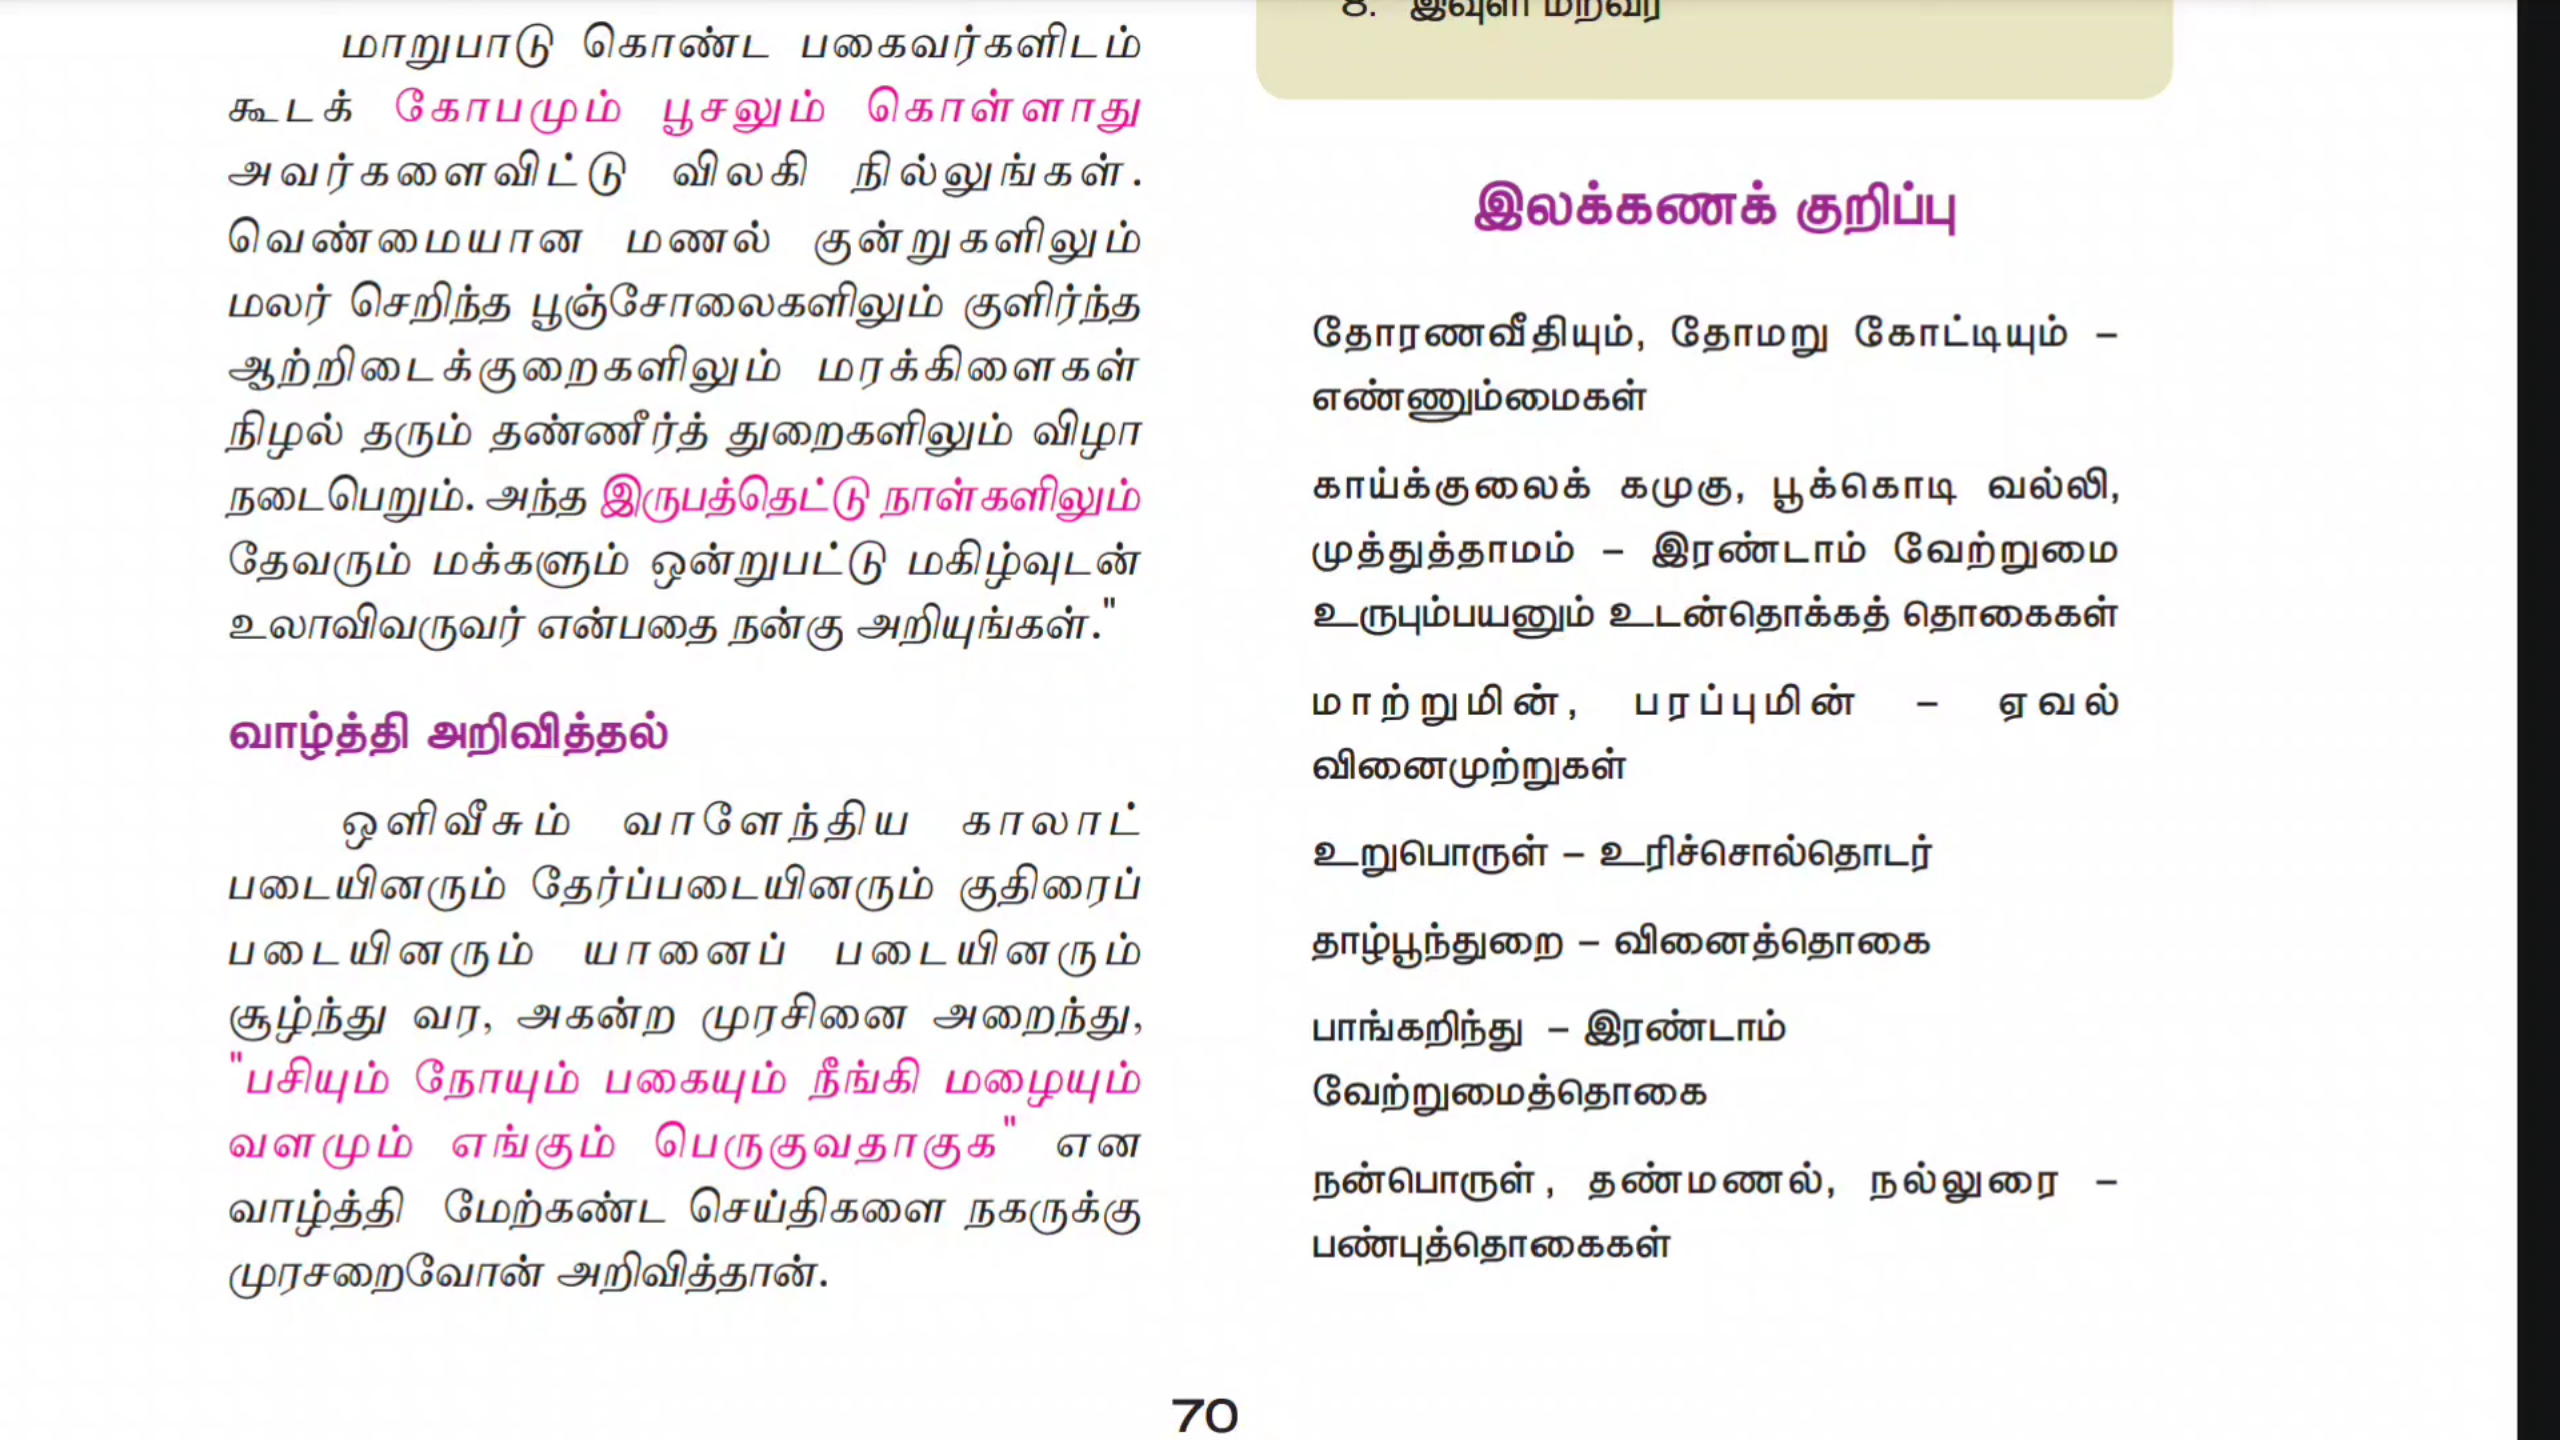 மாறுபாடு கொண்ட பகைவர்களிடம்
கூடக் கோபமும் பூசலும் கொள்ளாது
அவர்களைவிட்டு விலகி நில்லுங்கள்.
வெண்மையான மணல் குன்றுகளிலும்
மலர் செறிந்த பூஞ்சோலைகளிலும் குளிர்ந்த
ஆற்றிடைக்குறைகளிலும் மரக்கிளைகள்
நிழல் தரும் தண்ணீர்த் துறைகளிலும் விழா
நடைபெறும். அந்த இருபத்தெட்டு நாள்களிலும்
தேவரும் மக்களும் ஒன்றுபட்டு மகிழ்வுடன்
உலாவிவருவர் என்பதை நன்கு அறியுங்கள்."
வாழ்த்தி அறிவித்தல்
ஒளிவீசும் வாளேந்திய காலாட்
படையினரும் தேர்ப்படையினரும் குதிரைப்
படையினரும் யானைப் படையினரும்
சூழ்ந்து வர, அகன்ற முரசினை அறைந்து,
"பசியும் நோயும் பகையும் நீங்கி மழையும்
வளமும் எங்கும் பெருகுவதாகுக" என
வாழ்த்தி மேற்கண்ட செய்திகளை நகருக்கு
முரசறைவோன் அறிவித்தான்.
8. இவுளி மறவர்
இலக்கணக் குறிப்பு
தோரணவீதியும், தோமறு கோட்டியும் –
எண்ணும்மைகள்
காய்க்குலைக் கமுகு, பூக்கொடி வல்லி,
முத்துத்தாமம் – இரண்டாம் வேற்றுமை
உருபும்பயனும் உடன்தொக்கத் தொகைகள்
மாற்றுமின், பரப்புமின் – ஏவல்
வினைமுற்றுகள்
உறுபொருள் – உரிச்சொல்தொடர்
தாழ்பூந்துறை – வினைத்தொகை
பாங்கறிந்து – இரண்டாம்
வேற்றுமைத்தொகை
நன்பொருள், தண்மணல், நல்லுரை –
பண்புத்தொகைகள்
70